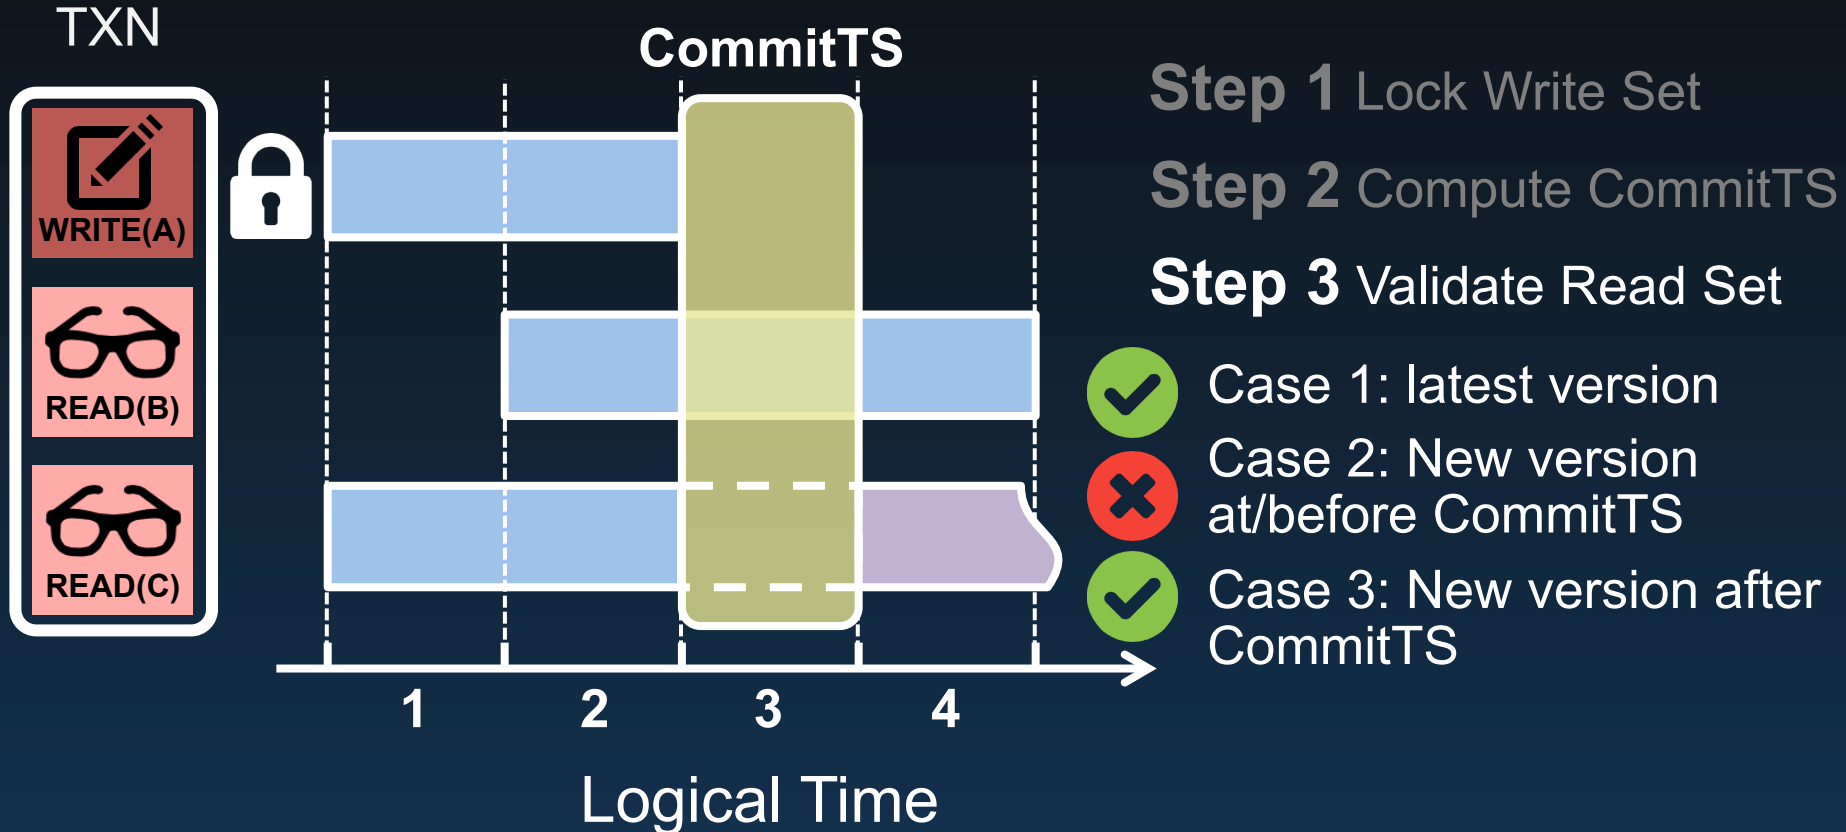 TXN
CommitTS
WRITE(A)
READ(B)
READ(C)
1 2 3 4
Logical Time
Step 1 Lock Write Set
Step 2 Compute CommitTS
Step 3 Validate Read Set
Case 1: latest version
Case 2: New version
at/before CommitTS
Case 3: New version after
CommitTS